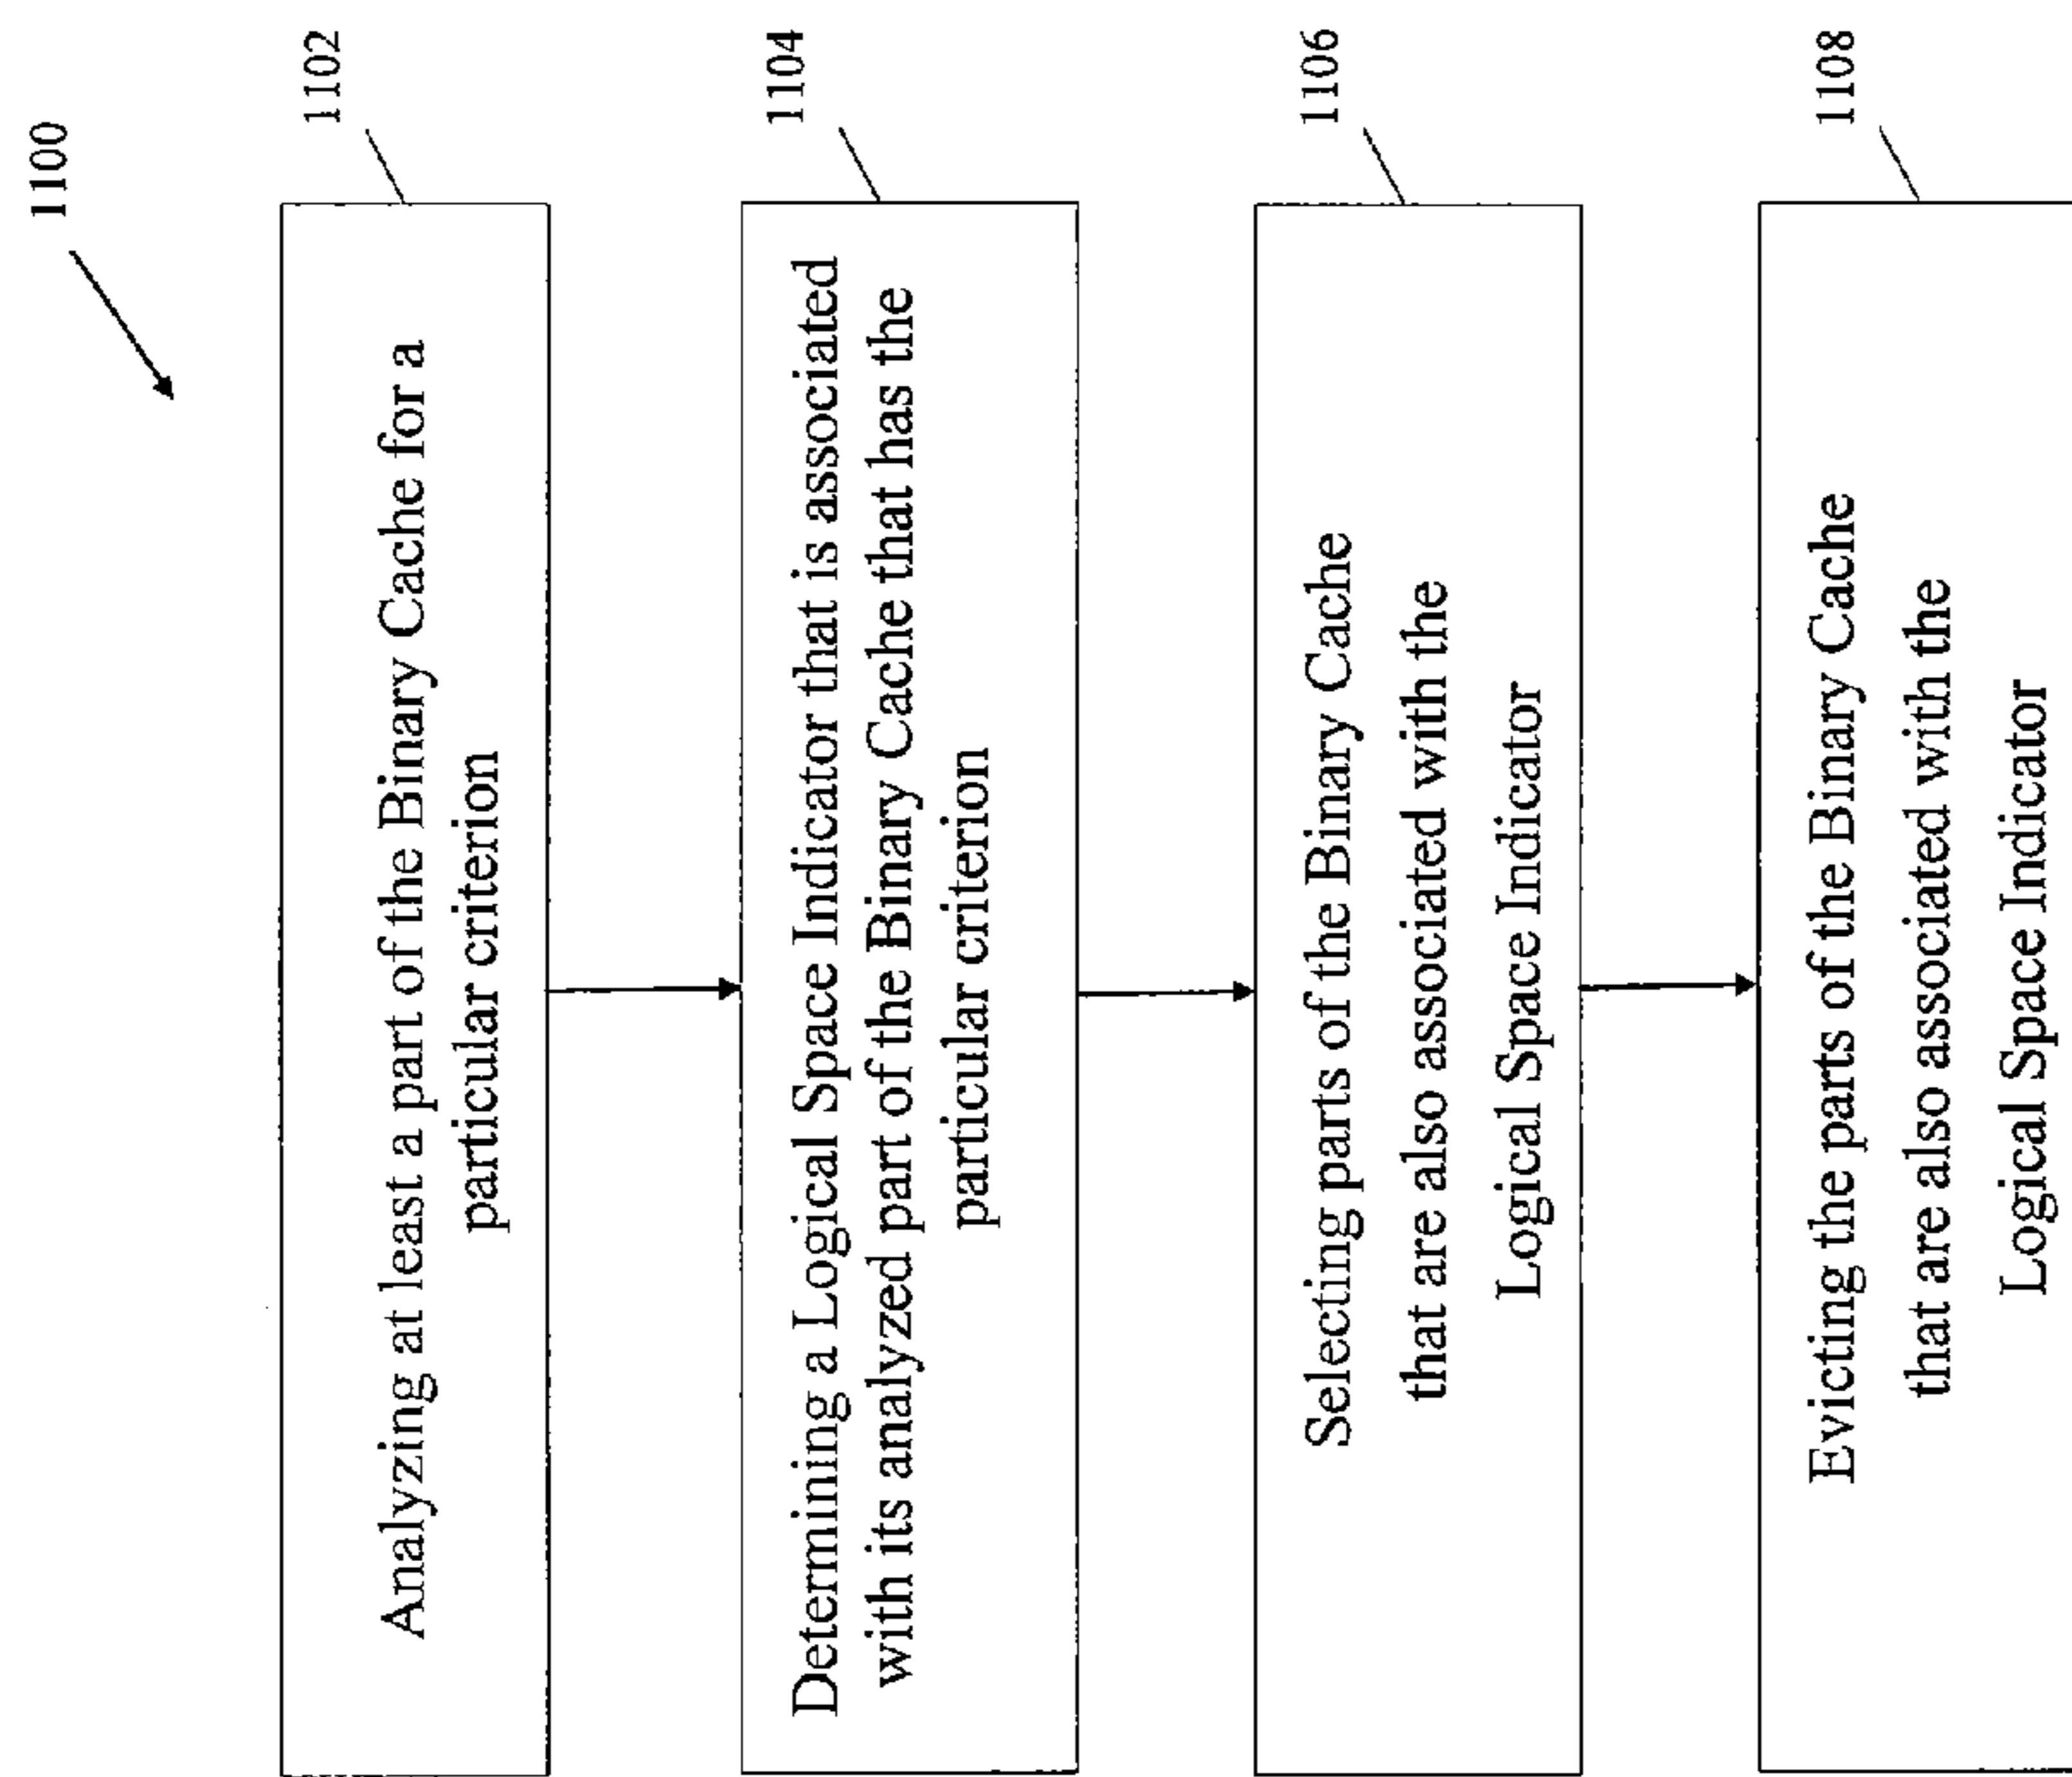 1100
1102
Analyzing at least a part of the Binary Cache for a
particular criterion
1104
Determining a Logical Space Indicator that is associated
with its analyzed part of the Binary Cache that has the
particular criterion
1106
Selecting parts of the Binary Cache
that are also associated with the
Logical Space Indicator
1108
Evicting the parts of the Binary Cache
that are also associated with the
Logical Space Indicator